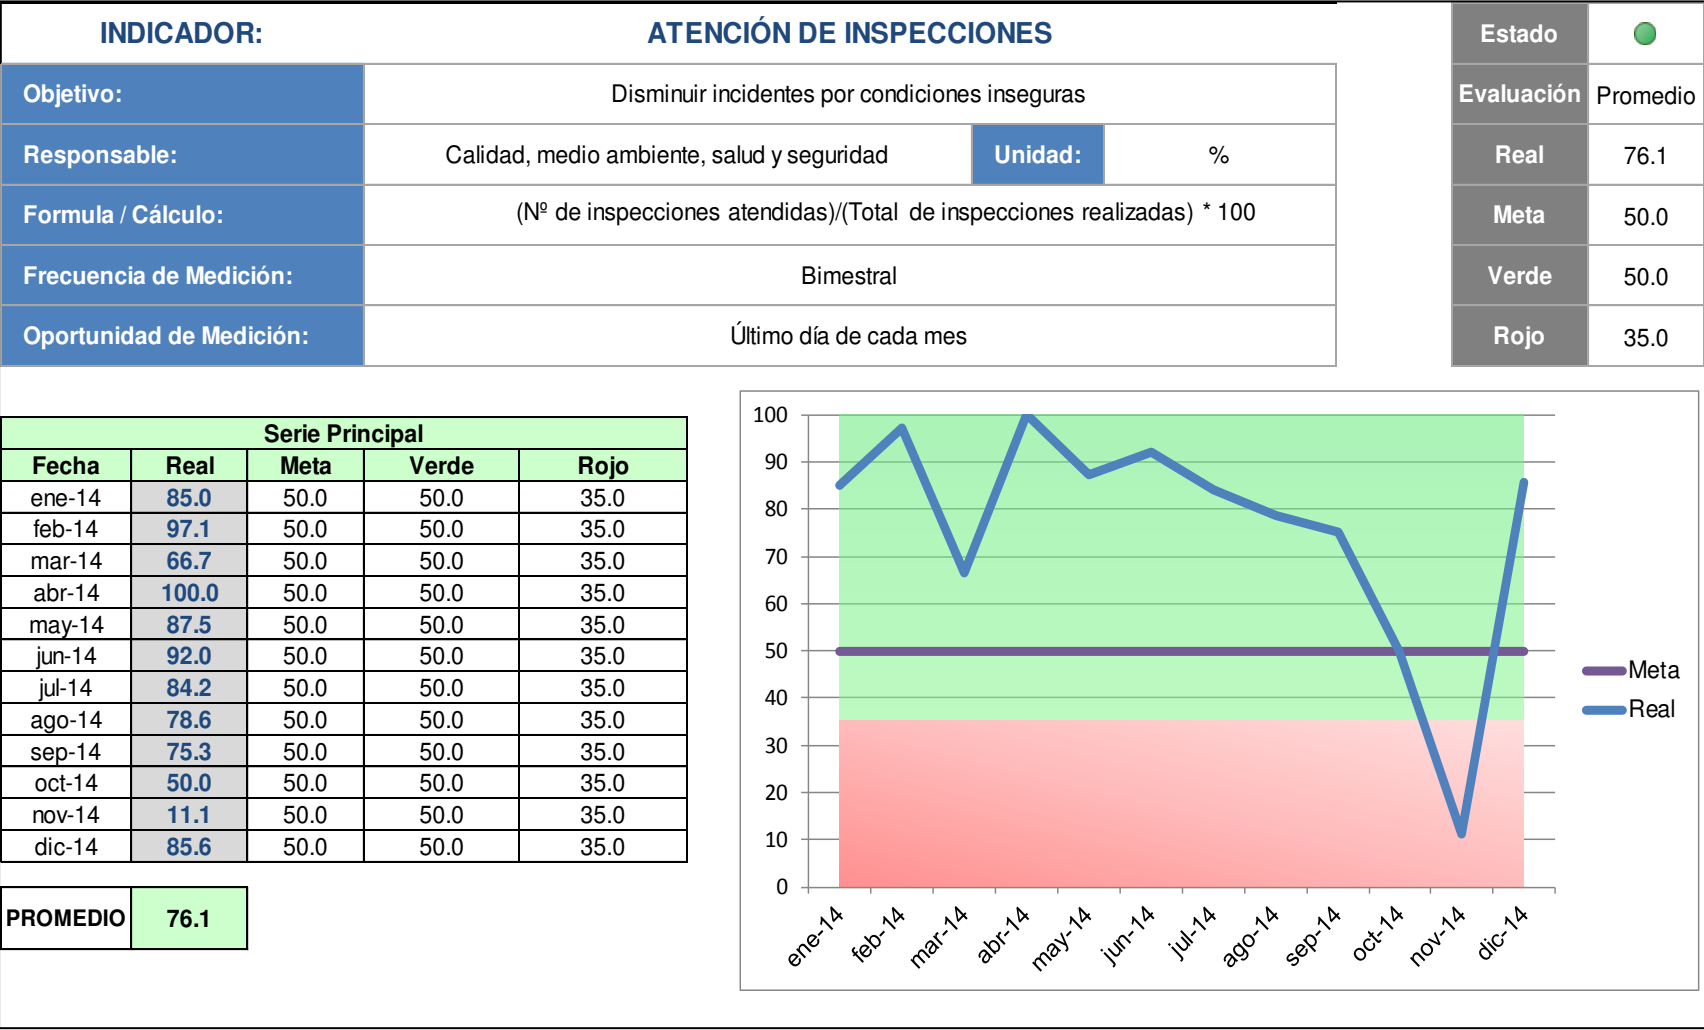 INDICADOR: ATENCIÓN DE INSPECCIONES
Objetivo: Disminuir incidentes por condiciones inseguras
Responsable: Calidad, medio ambiente, salud y seguridad Unidad: %
Formula / Cálculo: (Nº de inspecciones atendidas)/(Total de inspecciones realizadas) * 100
Frecuencia de Medición: Bimestral
Oportunidad de Medición: Último día de cada mes
Estado
Evaluación Promedio
Real 76.1
Meta 50.0
Verde 50.0
Rojo 35.0
Serie Principal
Fecha Real Meta Verde Rojo
ene-14 85.0 50.0 50.0 35.0
feb-14 97.1 50.0 50.0 35.0
mar-14 66.7 50.0 50.0 35.0
abr-14 100.0 50.0 50.0 35.0
may-14 87.5 50.0 50.0 35.0
jun-14 92.0 50.0 50.0 35.0
jul-14 84.2 50.0 50.0 35.0
ago-14 78.6 50.0 50.0 35.0
sep-14 75.3 50.0 50.0 35.0
oct-14 50.0 50.0 50.0 35.0
nov-14 11.1 50.0 50.0 35.0
dic-14 85.6 50.0 50.0 35.0
PROMEDIO 76.1
100
90
80
70
60
50
40
30
20
10
0
ene-14 feb-14 mar-14 abr-14 may-14 jun-14 jul-14 ago-14 sep-14 oct-14 nov-14 dic-14
Meta
Real